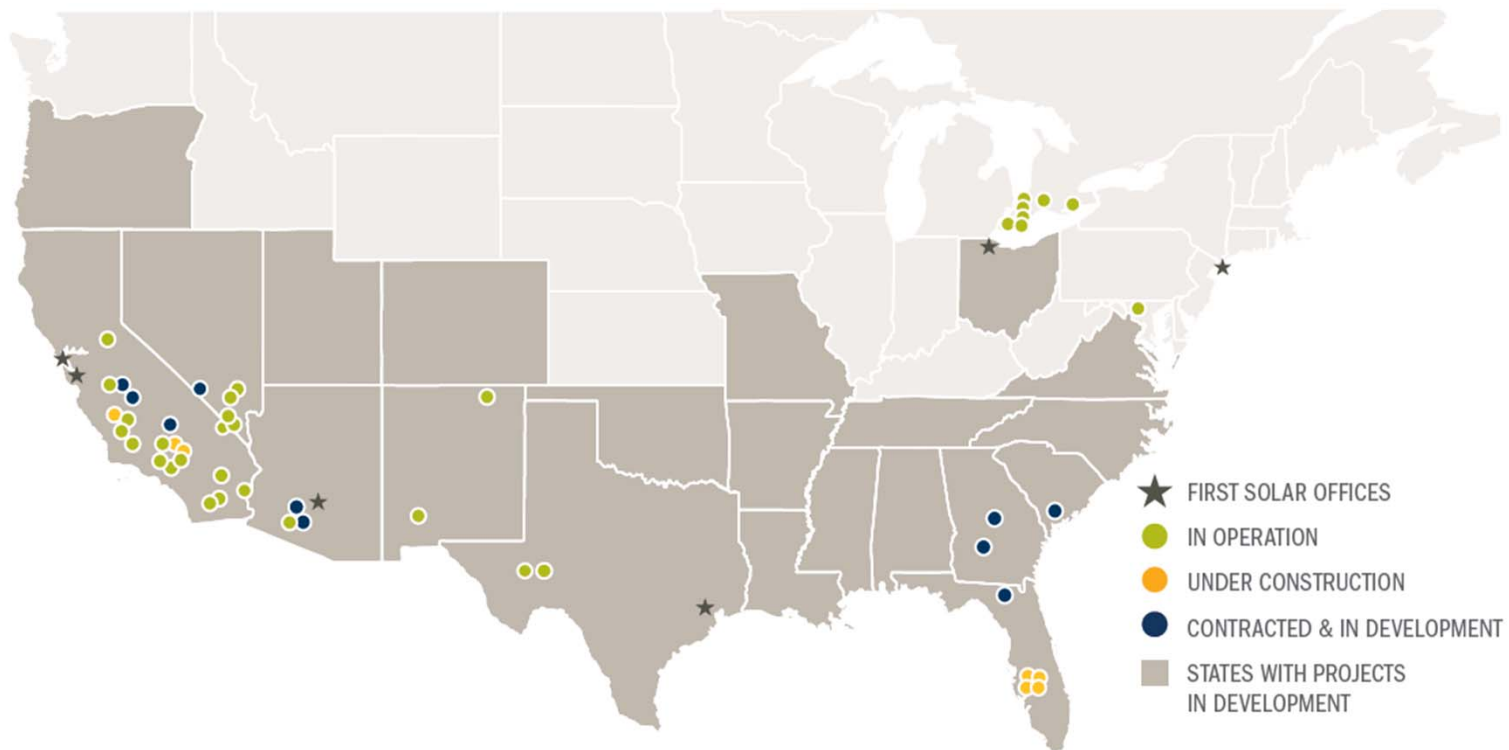 FIRST SOLAR OFFICES
IN OPERATION
UNDER CONSTRUCTION
CONTRACTED & IN DEVELOPMENT
STATES WITH PROJECTS
IN DEVELOPMENT